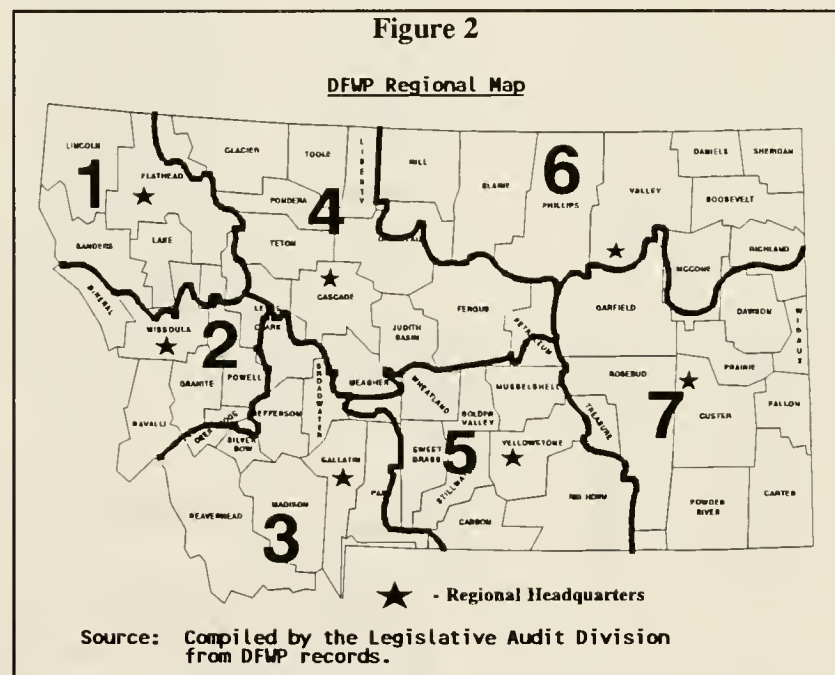 Figure 2
DFWP Regional Map
LINCOLN
FLATHEAD
GLACIER
TOOLE
LIBERTY
HILL
BLAINE
PHILLIPS
VALLEY
DANIELS
SHERIDAN
ROOSEVELT
1
4
6
PONDERA
SANDERS
LAKE
TETON
RICHLAND
MCCONE
MINERAL
MISSOULA
2
CASCADE
FERGUS
PETROLEUM
GARFIELD
DAWSON
WIBAUX
JUDITH
BASIN
GRANITE
POWELL
BROADWATER
MEAGHER
WHEATLAND
MUSSELSHELL
ROSEBUD
PRAIRIE
RAVALLI
JEFFERSON
SILVER
BOW
GALLATIN
SWEET
GRASS
5
VALLEY
YELLOWSTONE
TREASURE
7
CUSTER
FALLON
BEAVERHEAD
MADISON
3
CARBON
BIG HORN
POWDER
RIVER
CARTER
★ - Regional Headquarters
Source: Compiled by the Legislative Audit Division
from DFWP records.